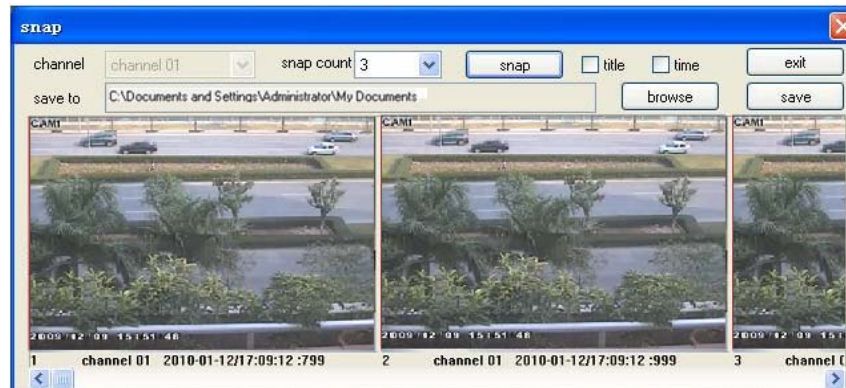 snap
channel channel 01 snap count 3 snap title time exit
save to C:\Documents and Settings\Administrator\My Documents browse save
CAM1 CAM1 CAM1
2009 12 09 15:51:48 2009 12 09 15:51:48 2009 12
1 channel 01 2010-01-12/17:09:12 :799 2 channel 01 2010-01-12/17:09:12 :999 3 channel